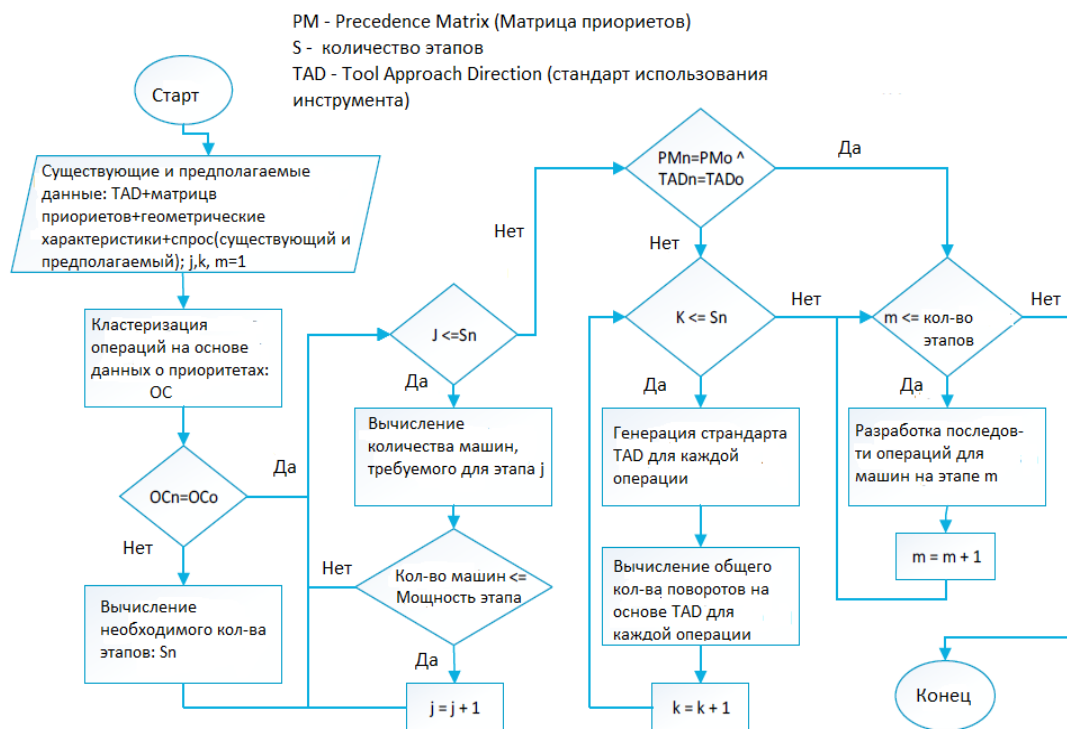 PM - Precedence Matrix (Матрица приоритетов)
S - количество этапов
TAD - Tool Approach Direction (стандарт использования
инструмента)
Старт
Существующие и предполагаемые
данные: TAD+матрицв
приориетов+геометрические
характеристики+спрос(существующий и
предполагаемый); j,k, m=1
Кластеризация
операций на основе
данных о приоритетах:
OC
OCn=OCo
Да
Нет
Вычисление
необходимого кол-ва
этапов: Sn
J <=Sn
Нет
Да
Вычисление
количества машин,
требуемого для этапа j
Кол-во машин <=
Мощность этапа
Нет
Да
j = j + 1
PMn=PMo ^
TADn=TADo
Да
Нет
K <= Sn
Нет
Да
Генерация страндарта
TAD для каждой
операции
Вычисление общего
кол-ва поворотов на
основе TAD для
каждой операции
k = k + 1
m <= кол-во
этапов
Нет
Да
Разработка последов-
ти операций для
машин на этапе m
m = m + 1
Конец